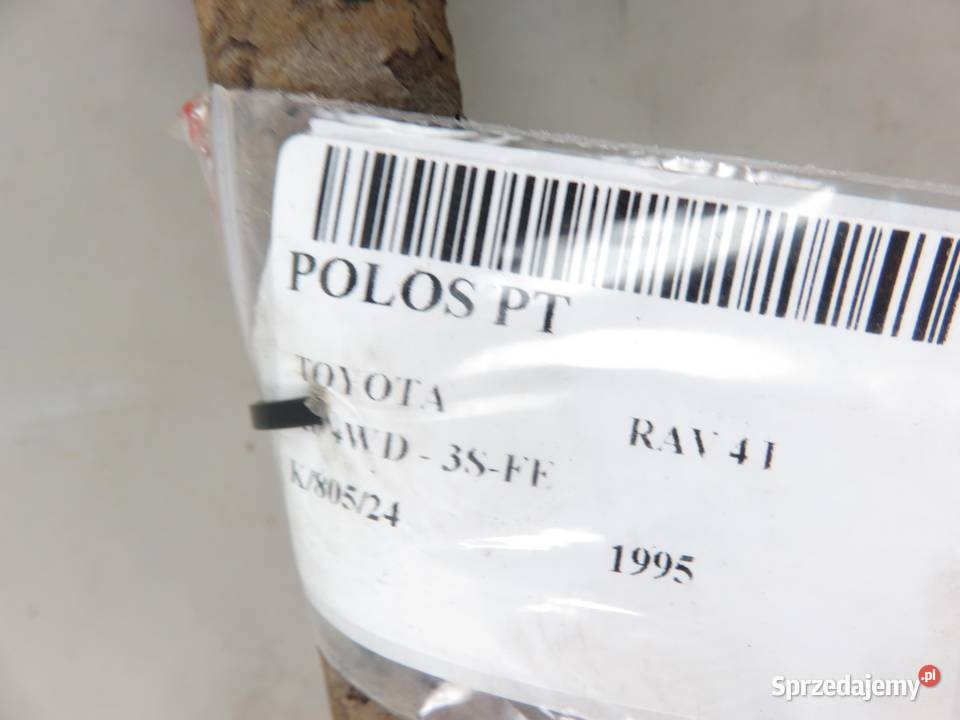 POLOS PT
TOYOTA
RAV 4 I
4WD - 3S-FE
K/805/24
1995
Sprzedajemy.pl